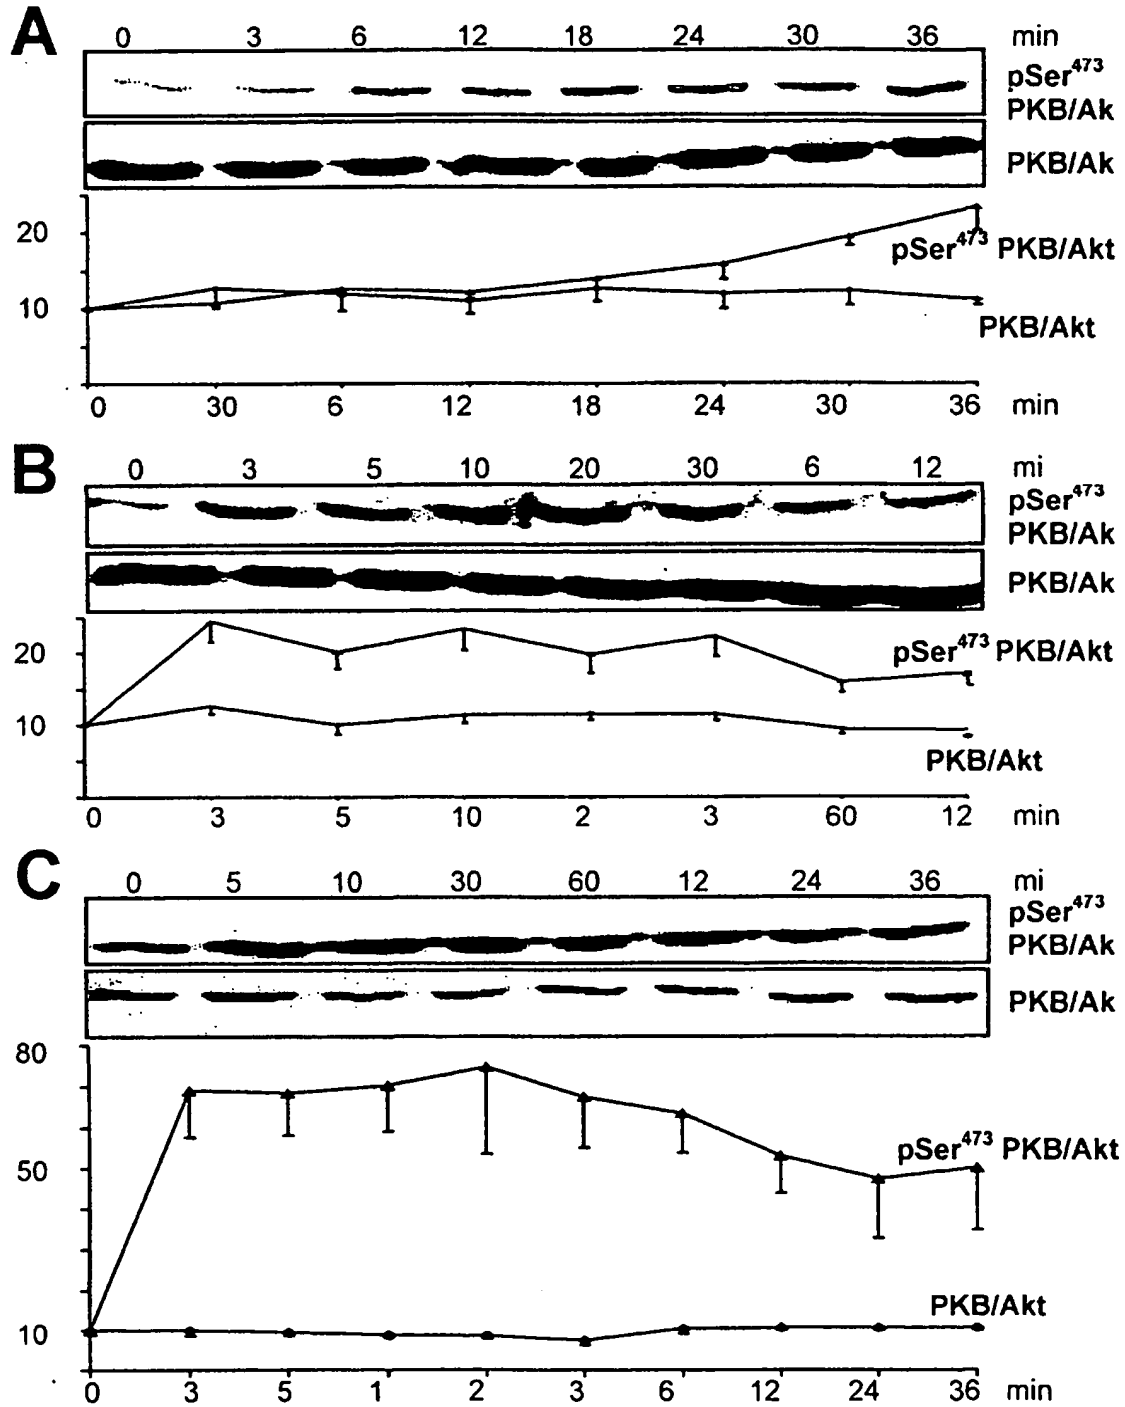 A
0 3 6 12 18 24 30 36 min
pSer473
PKB/Ak
PKB/Ak
20
pSer473 PKB/Akt
10
PKB/Akt
0 30 6 12 18 24 30 36 min
B
0 3 5 10 20 30 6 12 mi
pSer473
PKB/Ak
PKB/Ak
20
pSer473 PKB/Akt
10
PKB/Akt
0 3 5 10 2 3 60 12 min
C
0 5 10 30 60 12 24 36 mi
pSer473
PKB/Ak
PKB/Ak
80
pSer473 PKB/Akt
50
PKB/Akt
10
0 3 5 1 2 3 6 12 24 36 min